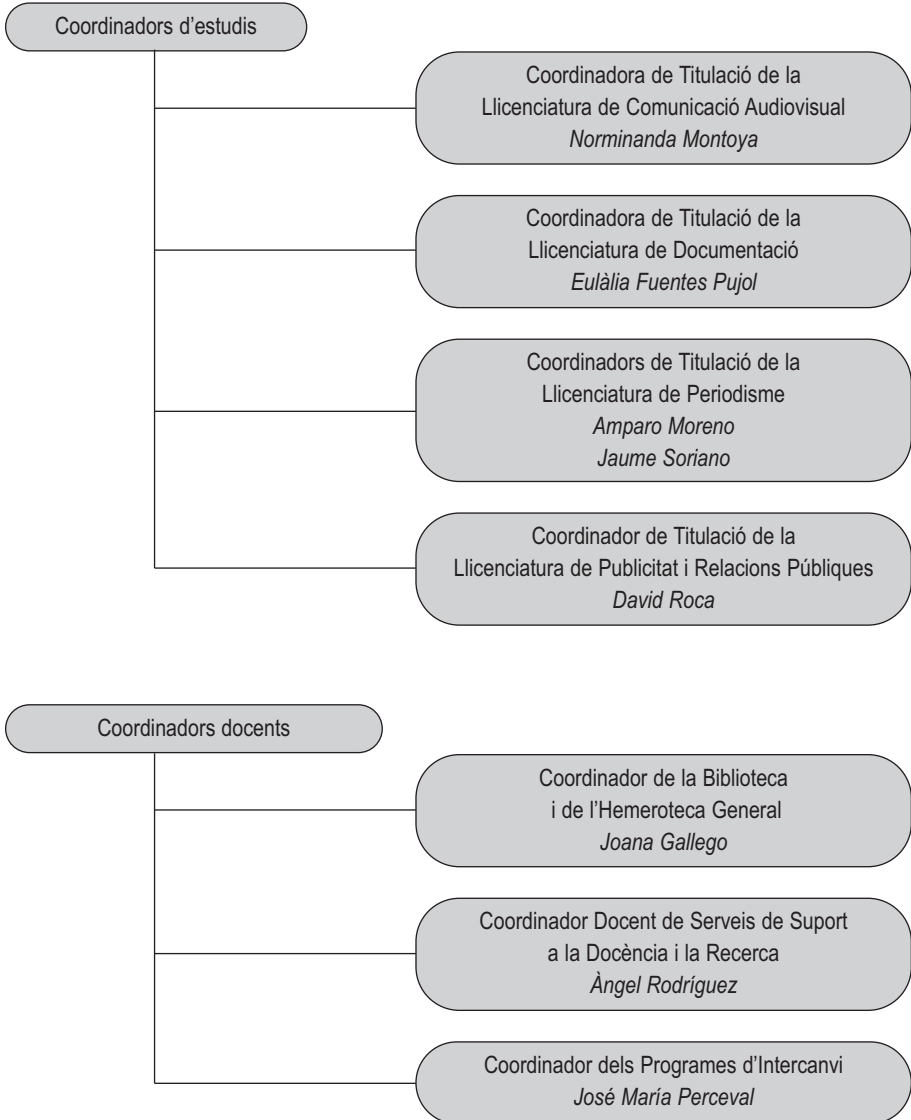 Coordinadors d’estudis
Coordinadora de Titulació de la
Llicenciatura de Comunicació Audiovisual
Norminanda Montoya
Coordinadora de Titulació de la
Llicenciatura de Documentació
Eulàlia Fuentes Pujol
Coordinadors de Titulació de la
Llicenciatura de Periodisme
Amparo Moreno
Jaume Soriano
Coordinador de Titulació de la
Llicenciatura de Publicitat i Relacions Públiques
David Roca
Coordinadors docents
Coordinador de la Biblioteca
i de l’Hemeroteca General
Joana Gallego
Coordinador Docent de Serveis de Suport
a la Docència i la Recerca
Àngel Rodríguez
Coordinador dels Programes d’Intercanvi
José María Perceval